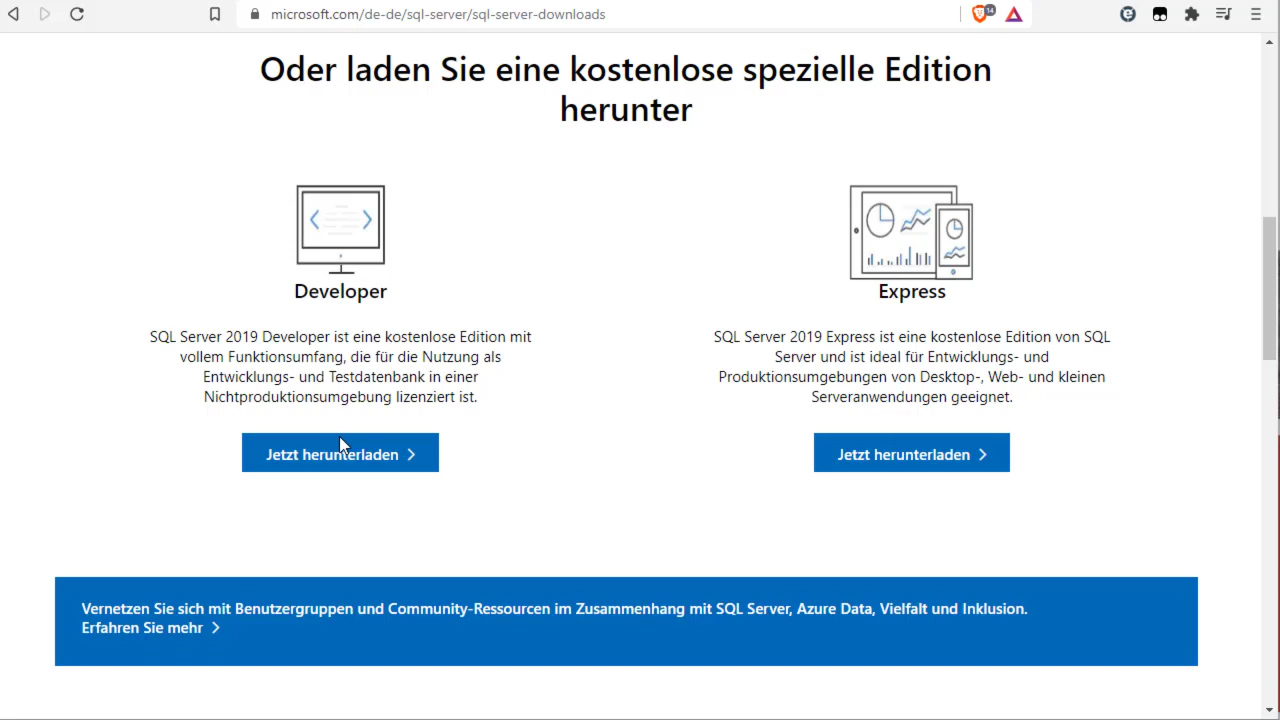 microsoft.com/de-de/sql-server/sql-server-downloads
14
Oder laden Sie eine kostenlose spezielle Edition
herunter
Developer
SQL Server 2019 Developer ist eine kostenlose Edition mit
vollem Funktionsumfang, die für die Nutzung als
Entwicklungs- und Testdatenbank in einer
Nichtproduktionsumgebung lizenziert ist.
Jetzt herunterladen
Express
SQL Server 2019 Express ist eine kostenlose Edition von SQL
Server und ist ideal für Entwicklungs- und
Produktionsumgebungen von Desktop-, Web- und kleinen
Serveranwendungen geeignet.
Jetzt herunterladen
Vernetzen Sie sich mit Benutzergruppen und Community-Ressourcen im Zusammenhang mit SQL Server, Azure Data, Vielfalt und Inklusion.
Erfahren Sie mehr